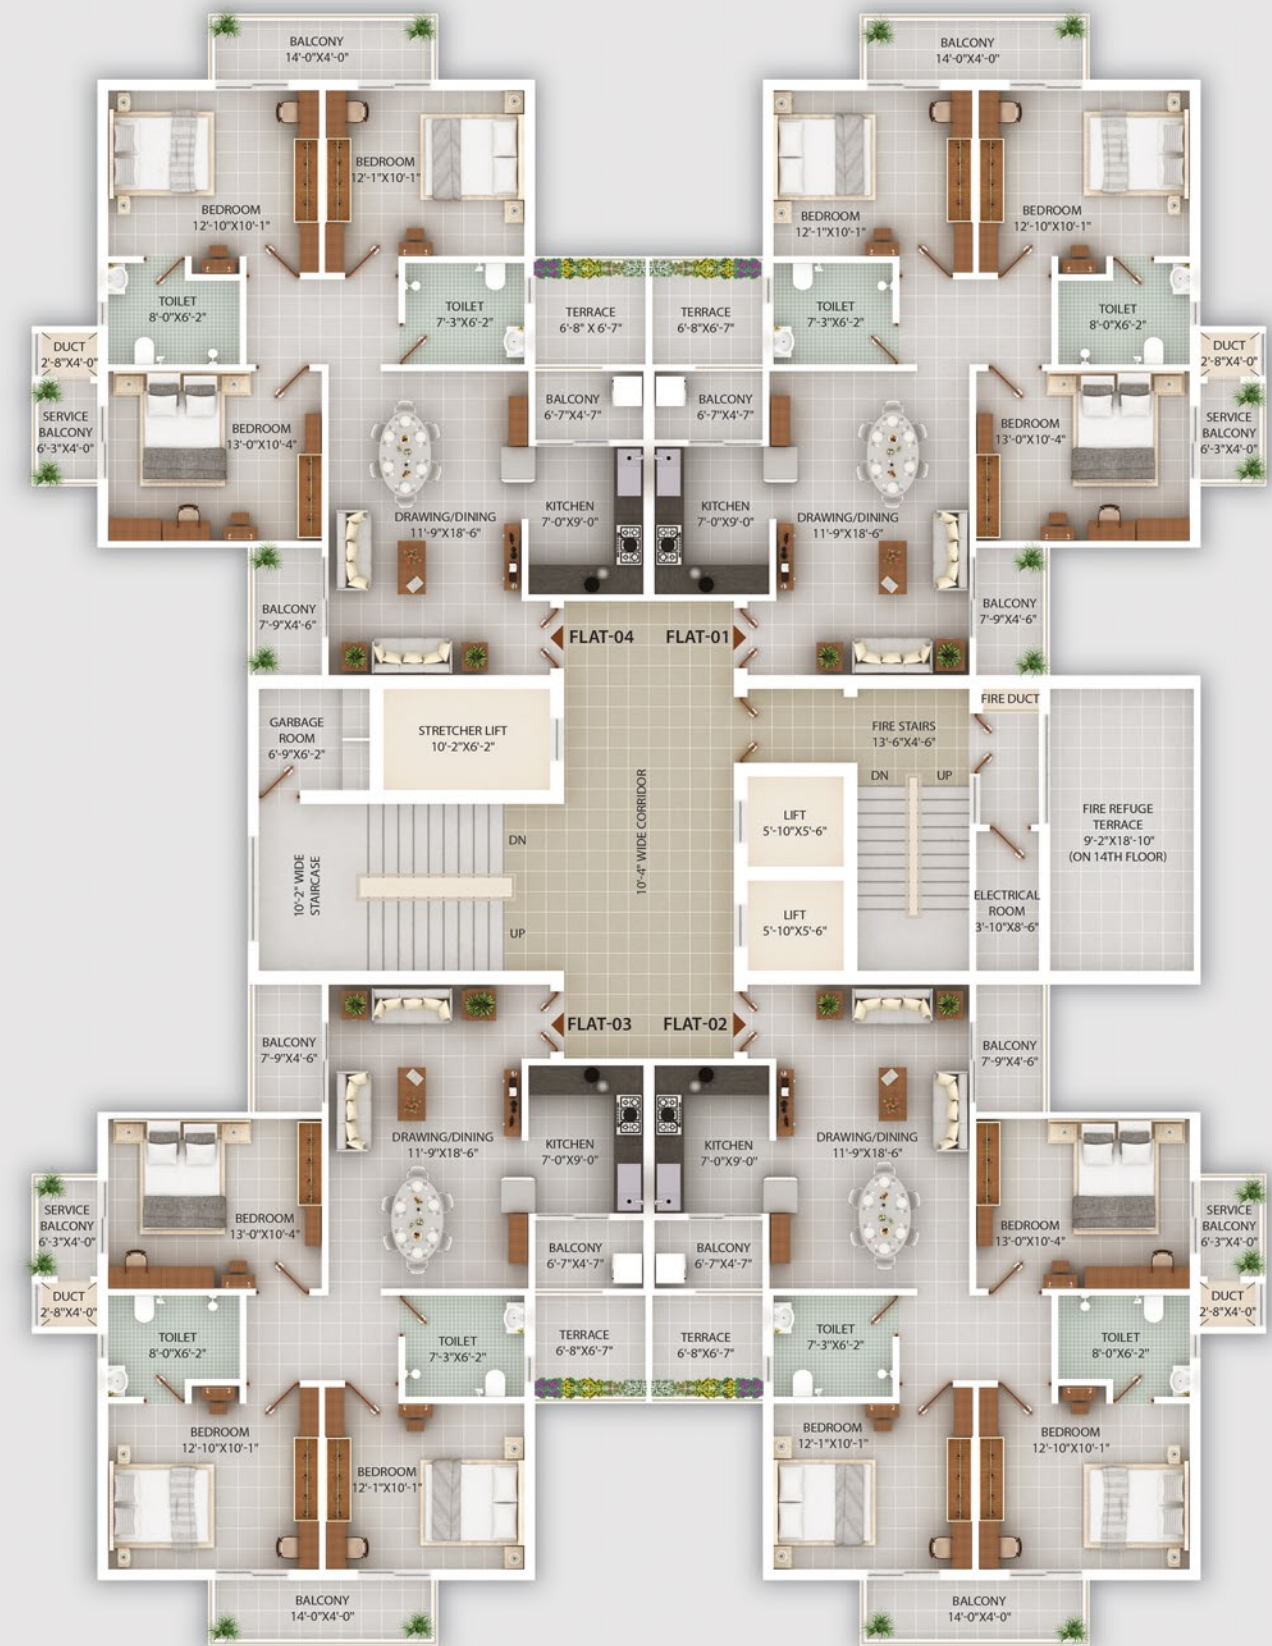 BALCONY
14'-0"X4'-0"
BALCONY
14'-0"X4'-0"
BEDROOM
12'-10"X10'-1"
BEDROOM
12'-1"X10'-1"
BEDROOM
12'-1"X10'-1"
BEDROOM
12'-10"X10'-1"
TOILET
8'-0"X6'-2"
TOILET
7'-3"X6'-2"
TERRACE
6'-8" X 6'-7"
TERRACE
6'-8"X6'-7"
TOILET
7'-3"X6'-2"
TOILET
8'-0"X6'-2"
DUCT
2'-8"X4'-0"
DUCT
2'-8"X4'-0"
SERVICE
BALCONY
6'-3"X4'-0"
BEDROOM
13'-0"X10'-4"
BALCONY
6'-7"X4'-7"
BALCONY
6'-7"X4'-7"
BEDROOM
13'-0"X10'-4"
SERVICE
BALCONY
6'-3"X4'-0"
DRAWING/DINING
11'-9"X18'-6"
KITCHEN
7'-0"X9'-0"
KITCHEN
7'-0"X9'-0"
DRAWING/DINING
11'-9"X18'-6"
BALCONY
7'-9"X4'-6"
FLAT-04
FLAT-01
BALCONY
7'-9"X4'-6"
GARBAGE
ROOM
6'-9"X6'-2"
STRETCHER LIFT
10'-2"X6'-2"
FIRE STAIRS
13'-6"X4'-6"
FIRE DUCT
DN
UP
LIFT
5'-10"X5'-6"
FIRE REFUGE
TERRACE
9'-2"X18'-10"
(ON 14TH FLOOR)
10'-4" WIDE CORRIDOR
DN
10'-2" WIDE
STAIRCASE
UP
LIFT
5'-10"X5'-6"
ELECTRICAL
ROOM
3'-10"X8'-6"
BALCONY
7'-9"X4'-6"
FLAT-03
FLAT-02
BALCONY
7'-9"X4'-6"
DRAWING/DINING
11'-9"X18'-6"
KITCHEN
7'-0"X9'-0"
KITCHEN
7'-0"X9'-0"
DRAWING/DINING
11'-9"X18'-6"
SERVICE
BALCONY
6'-3"X4'-0"
BEDROOM
13'-0"X10'-4"
BALCONY
6'-7"X4'-7"
BALCONY
6'-7"X4'-7"
BEDROOM
13'-0"X10'-4"
SERVICE
BALCONY
6'-3"X4'-0"
DUCT
2'-8"X4'-0"
DUCT
2'-8"X4'-0"
TOILET
8'-0"X6'-2"
TOILET
7'-3"X6'-2"
TERRACE
6'-8"X6'-7"
TERRACE
6'-8"X6'-7"
TOILET
7'-3"X6'-2"
TOILET
8'-0"X6'-2"
BEDROOM
12'-10"X10'-1"
BEDROOM
12'-1"X10'-1"
BEDROOM
12'-1"X10'-1"
BEDROOM
12'-10"X10'-1"
BALCONY
14'-0"X4'-0"
BALCONY
14'-0"X4'-0"